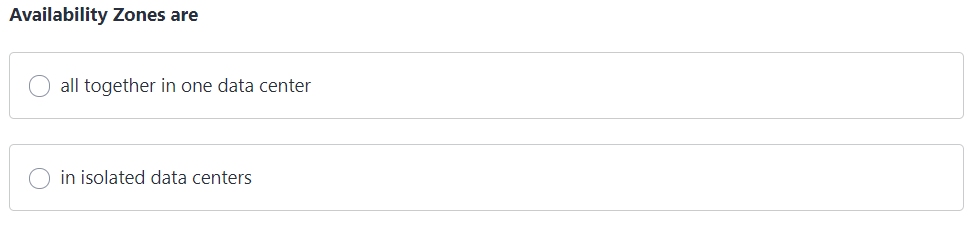 Availability Zones are
all together in one data center
in isolated data centers